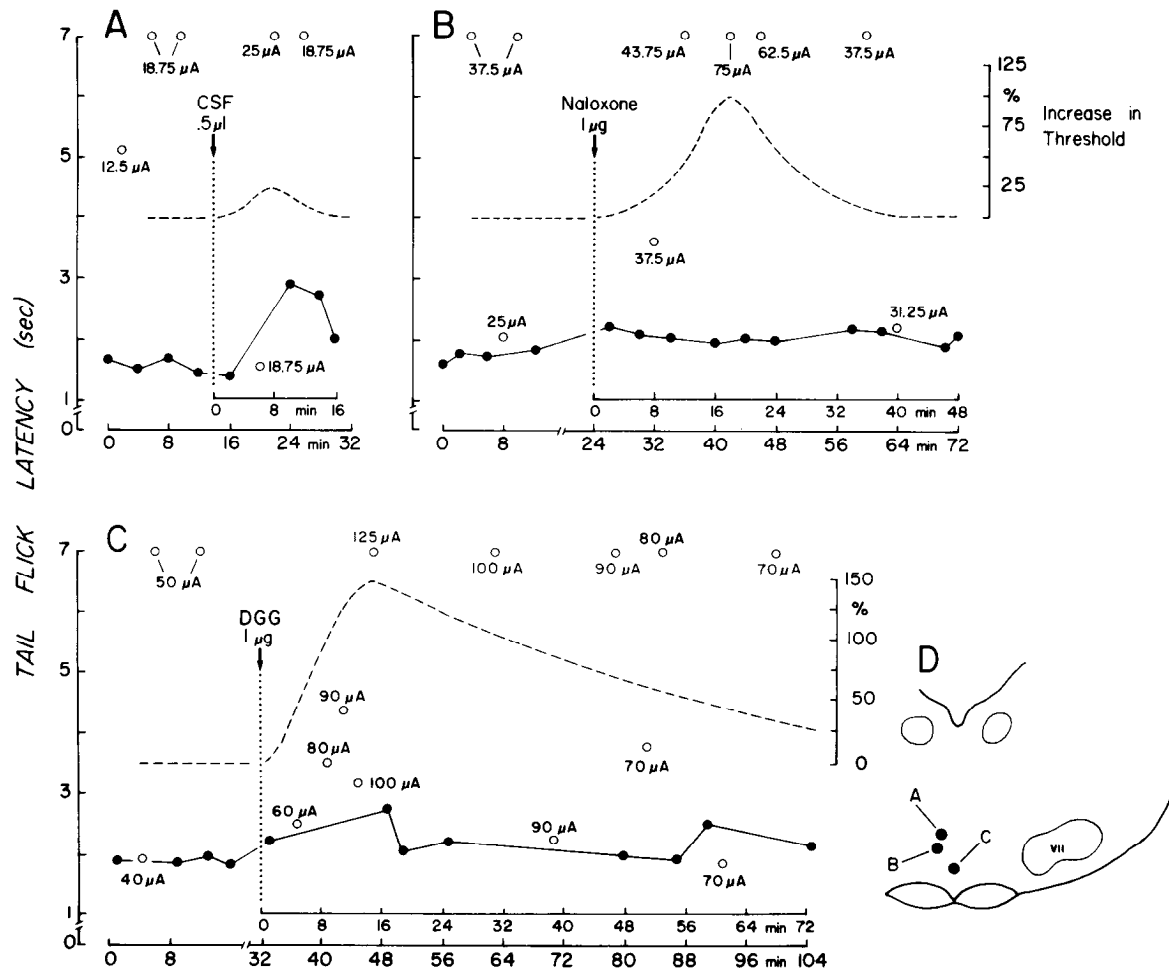 TAIL FLICK LATENCY (sec)
A
7
5
3
1
0
18.75 µA
25 µA
18.75 µA
12.5 µA
CSF
.5 µl
18.75 µA
0 8 min 16
0 8 16 24 min 32
B
37.5 µA
43.75 µA
75 µA
62.5 µA
37.5 µA
Naloxone
1 µg
125
%
75
25
Increase in
Threshold
25 µA
37.5 µA
31.25 µA
0 8 16 24 32 min 40 48
0 8 24 32 40 48 56 min 64 72
C
7
5
3
1
0
50 µA
125 µA
100 µA
90 µA
80 µA
70 µA
DGG
1 µg
150
%
100
50
0
90 µA
80 µA
100 µA
60 µA
70 µA
90 µA
40 µA
70 µA
0 8 16 24 32 40 48 56 64 min 72
0 8 32 40 48 56 64 72 80 88 96 min 104
D
A
B
C
VII